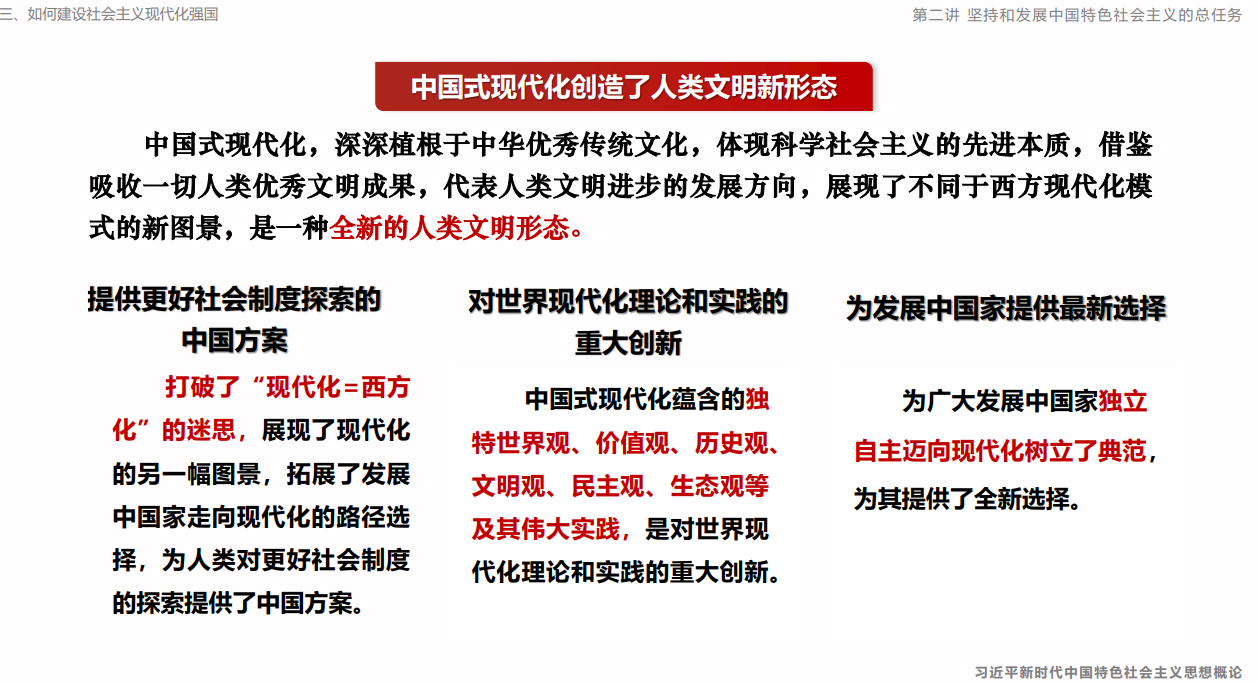 三、如何建设社会主义现代化强国
第二讲 坚持和发展中国特色社会主义的总任务
中国式现代化创造了人类文明新形态
中国式现代化，深深植根于中华优秀传统文化，体现科学社会主义的先进本质，借鉴
吸收一切人类优秀文明成果，代表人类文明进步的发展方向，展现了不同于西方现代化模
式的新图景，是一种全新的人类文明形态。
提供更好社会制度探索的
中国方案
打破了“现代化=西方
化”的迷思，展现了现代化
的另一幅图景，拓展了发展
中国家走向现代化的路径选
择，为人类对更好社会制度
的探索提供了中国方案。
对世界现代化理论和实践的
重大创新
中国式现代化蕴含的独
特世界观、价值观、历史观、
文明观、民主观、生态观等
及其伟大实践，是对世界现
代化理论和实践的重大创新。
为发展中国家提供最新选择
为广大发展中国家独立
自主迈向现代化树立了典范，
为其提供了全新选择。
习近平新时代中国特色社会主义思想概论